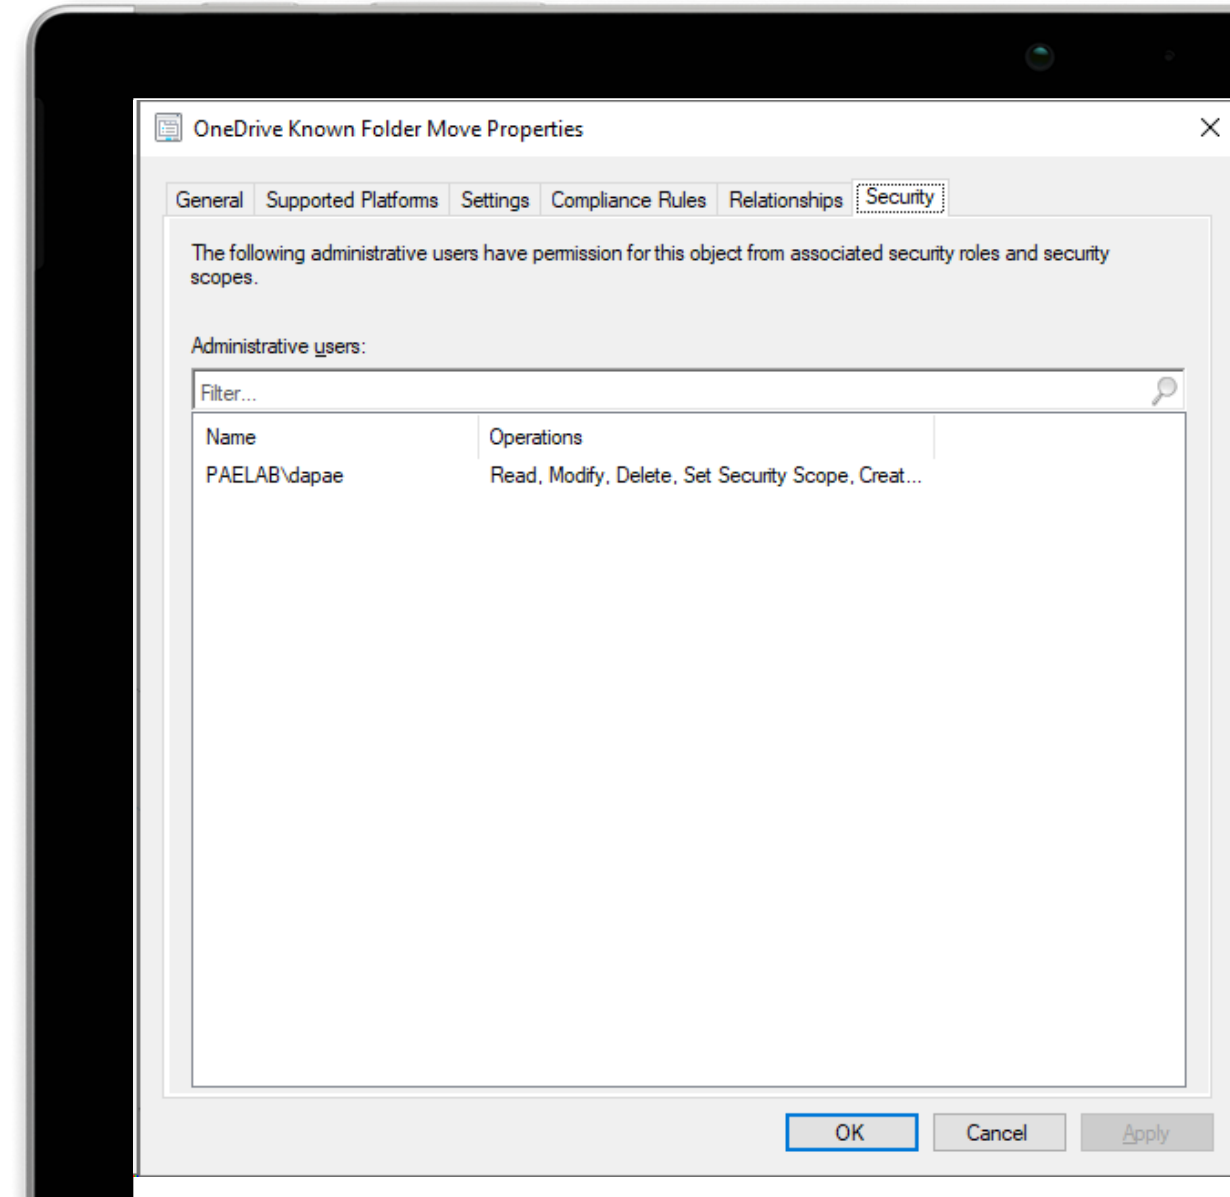 OneDrive Known Folder Move Properties
General Supported Platforms Settings Compliance Rules Relationships Security
The following administrative users have permission for this object from associated security roles and security
scopes.
Administrative users:
Filter...
Name Operations
PAELAB\dapae Read, Modify, Delete, Set Security Scope, Creat...
OK Cancel Apply